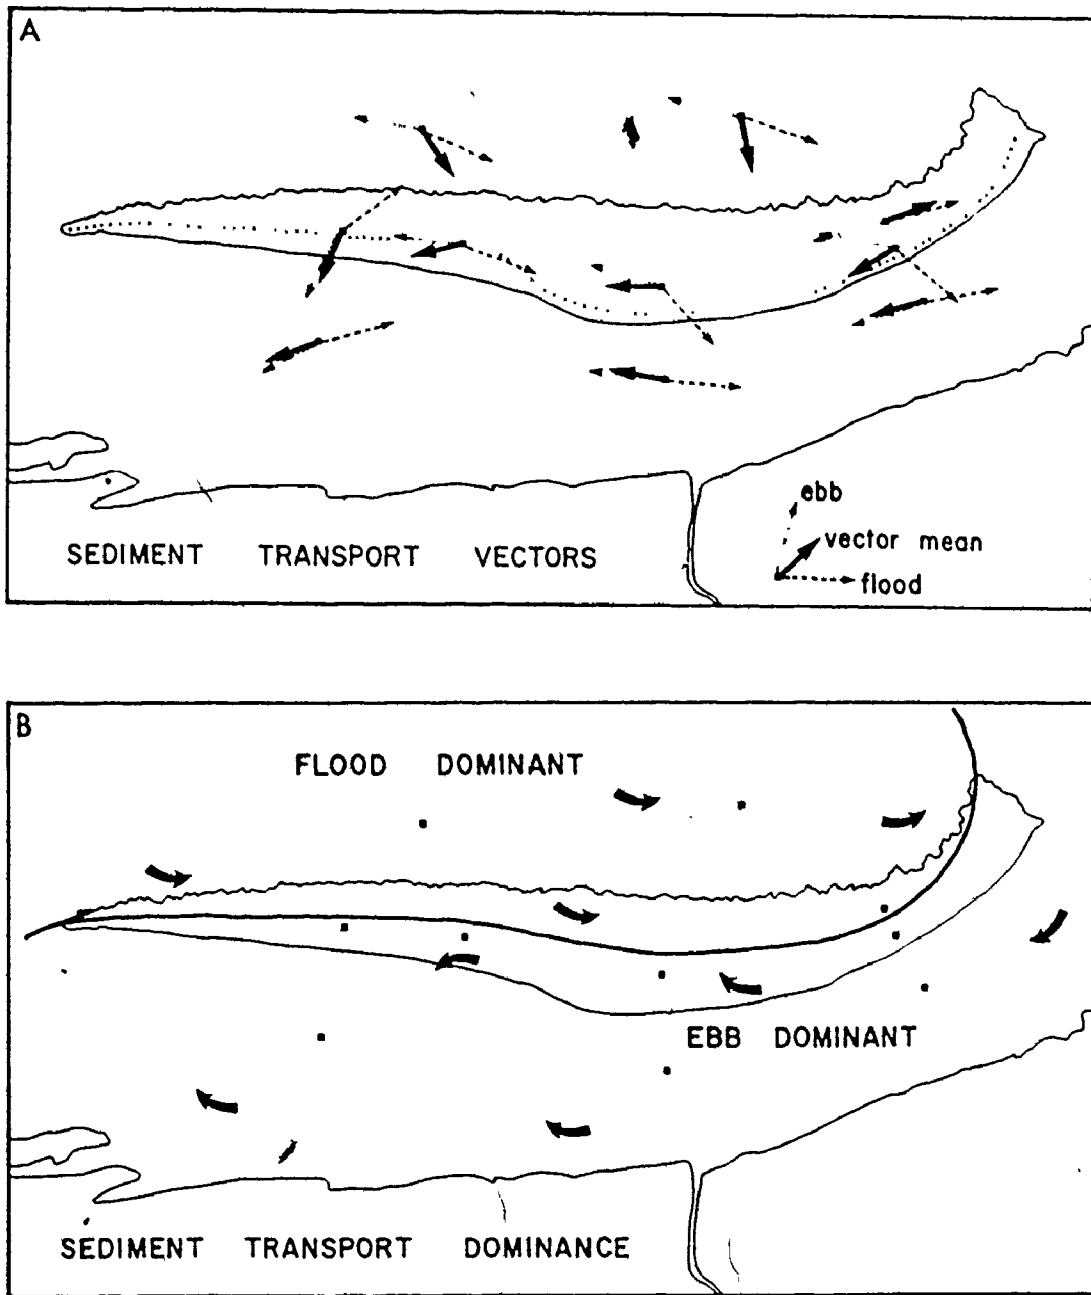 A
ebb
vector mean
flood
SEDIMENT TRANSPORT VECTORS
B
FLOOD DOMINANT
EBB DOMINANT
SEDIMENT TRANSPORT DOMINANCE